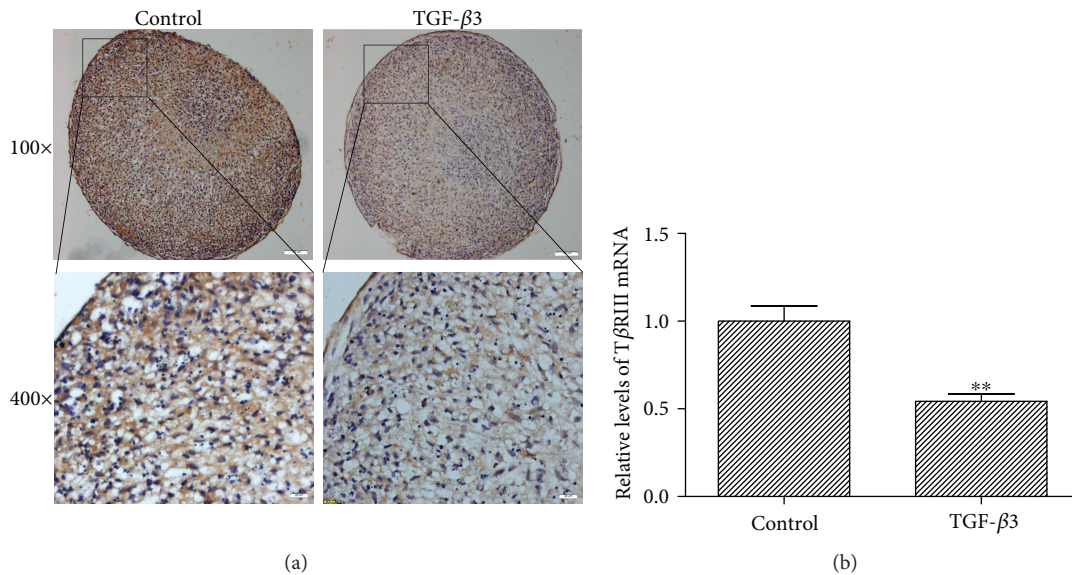 Control
TGF-β3
100×
400×
(a)
Relative levels of TβRIII mRNA
1.5
1.0
0.5
0.0
**
Control
TGF-β3
(b)